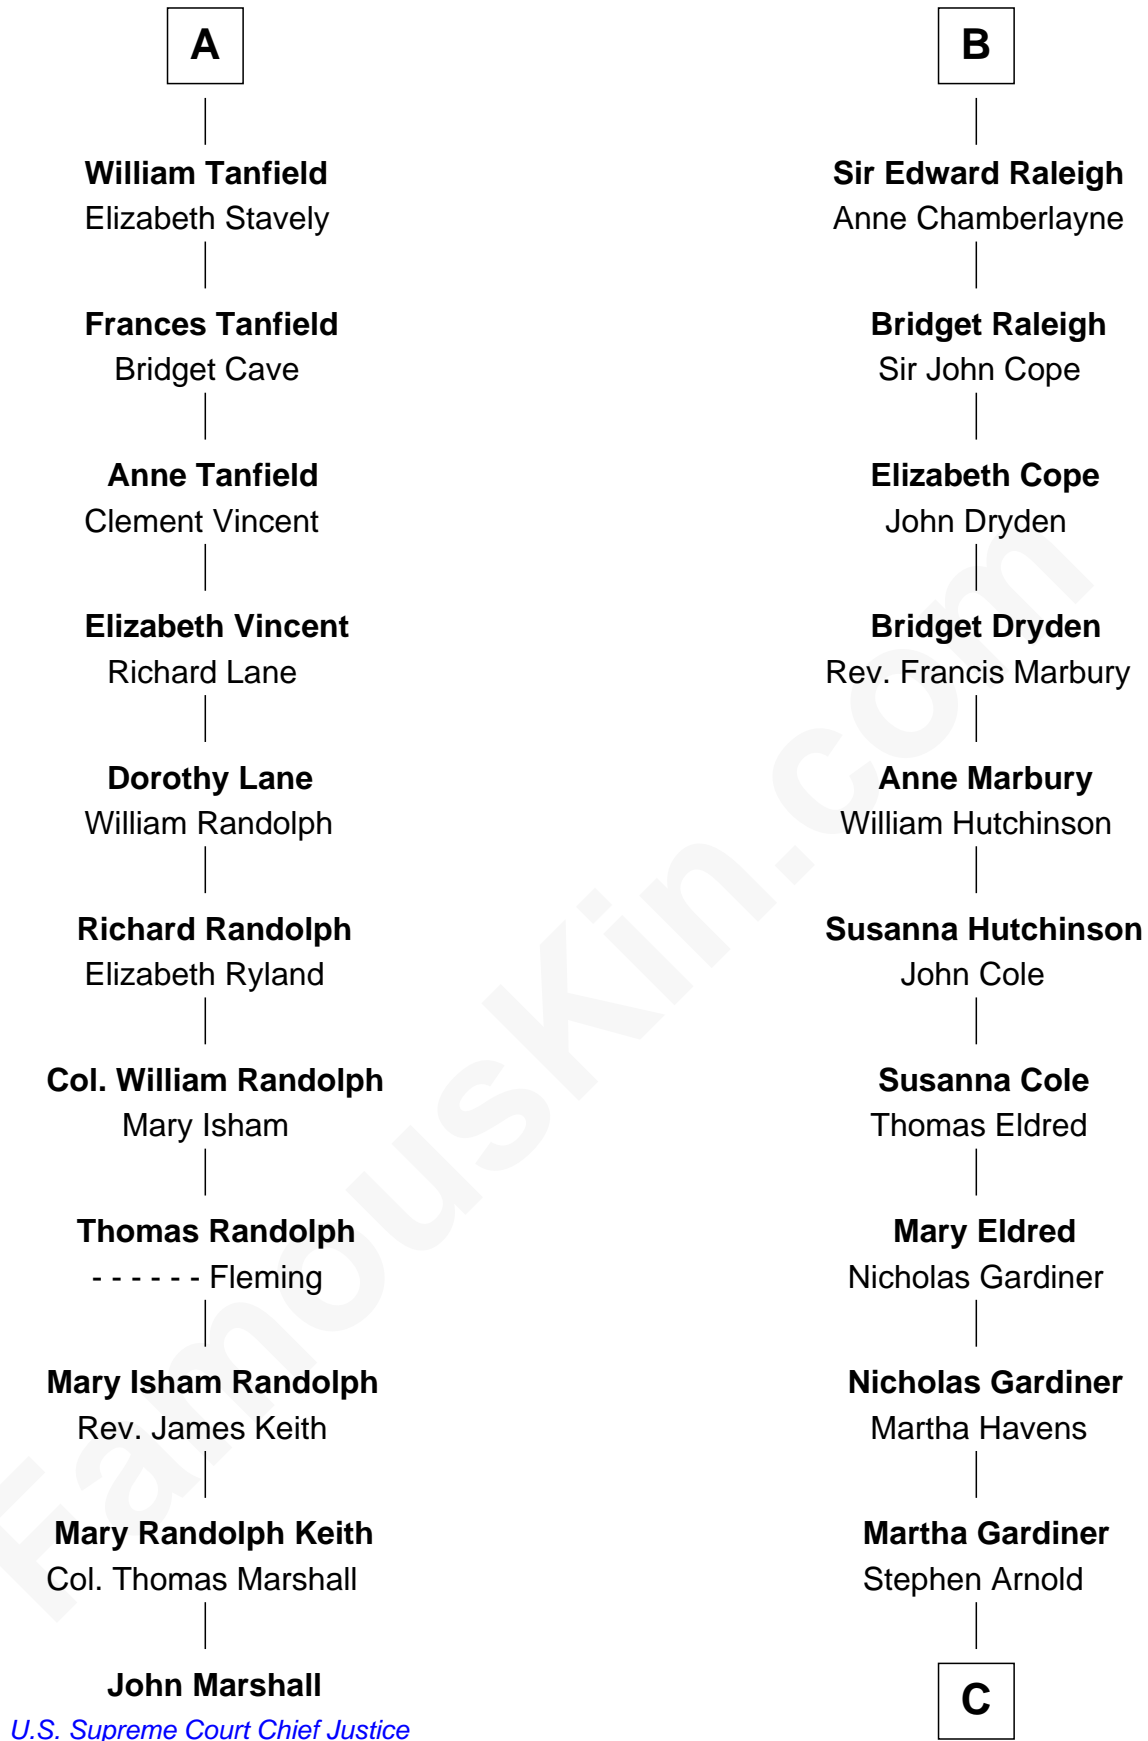 A
William Tanfield
Elizabeth Stavely
Frances Tanfield
Bridget Cave
Anne Tanfield
Clement Vincent
Elizabeth Vincent
Richard Lane
Dorothy Lane
William Randolph
Richard Randolph
Elizabeth Ryland
Col. William Randolph
Mary Isham
Thomas Randolph
- - - - - - Fleming
Mary Isham Randolph
Rev. James Keith
Mary Randolph Keith
Col. Thomas Marshall
John Marshall
U.S. Supreme Court Chief Justice
B
Sir Edward Raleigh
Anne Chamberlayne
Bridget Raleigh
Sir John Cope
Elizabeth Cope
John Dryden
Bridget Dryden
Rev. Francis Marbury
Anne Marbury
William Hutchinson
Susanna Hutchinson
John Cole
Susanna Cole
Thomas Eldred
Mary Eldred
Nicholas Gardiner
Nicholas Gardiner
Martha Havens
Martha Gardiner
Stephen Arnold
C
FamousKin.com